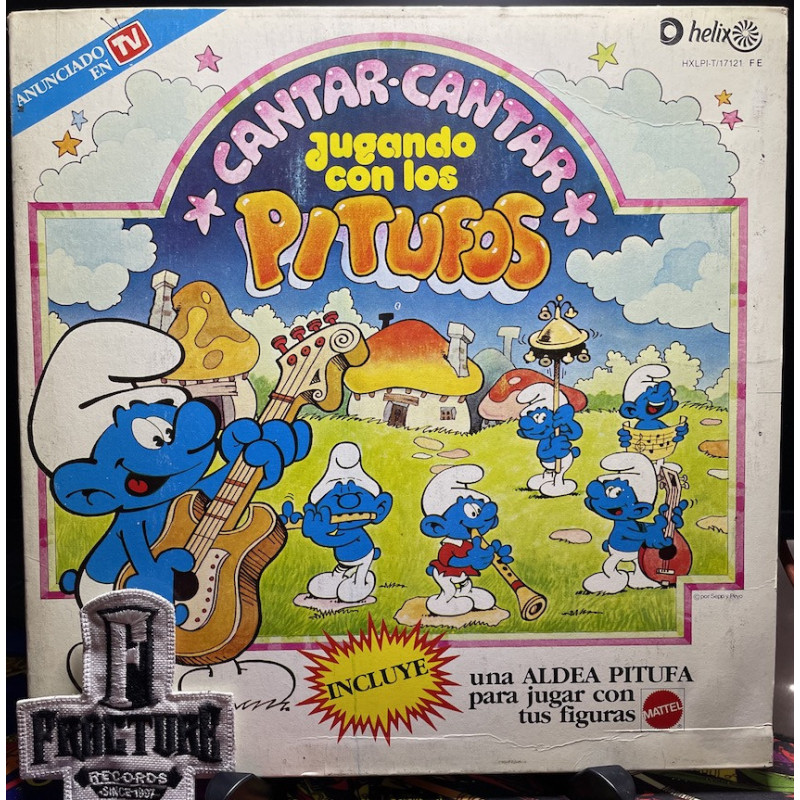 ANUNCIADO
EN TV
helix
HXLPI-T/17121 F E
CANTAR-CANTAR
jugando
con los
PITUFOS
© por Sepp y Peyo
INCLUYE
una ALDEA PITUFA
para jugar con
tus figuras
MATTEL
FRACTURE
RECORDS
·SINCE·1997